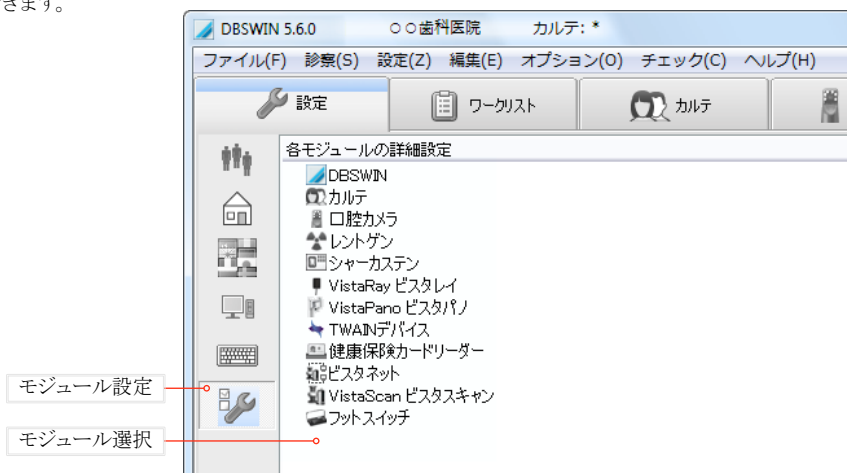 きます。
DBSWIN 5.6.0 ○○歯科医院 カルテ: *
ファイル(F) 診察(S) 設定(Z) 編集(E) オプション(O) チェック(C) ヘルプ(H)
設定 ワークリスト カルテ
各モジュールの詳細設定
DBSWIN
カルテ
口腔カメラ
レントゲン
シャーカステン
VistaRay ビスタレイ
VistaPano ビスタパノ
TWAINデバイス
健康保険カードリーダー
ビスタネット
VistaScan ビスタスキャン
フットスイッチ
モジュール設定
モジュール選択